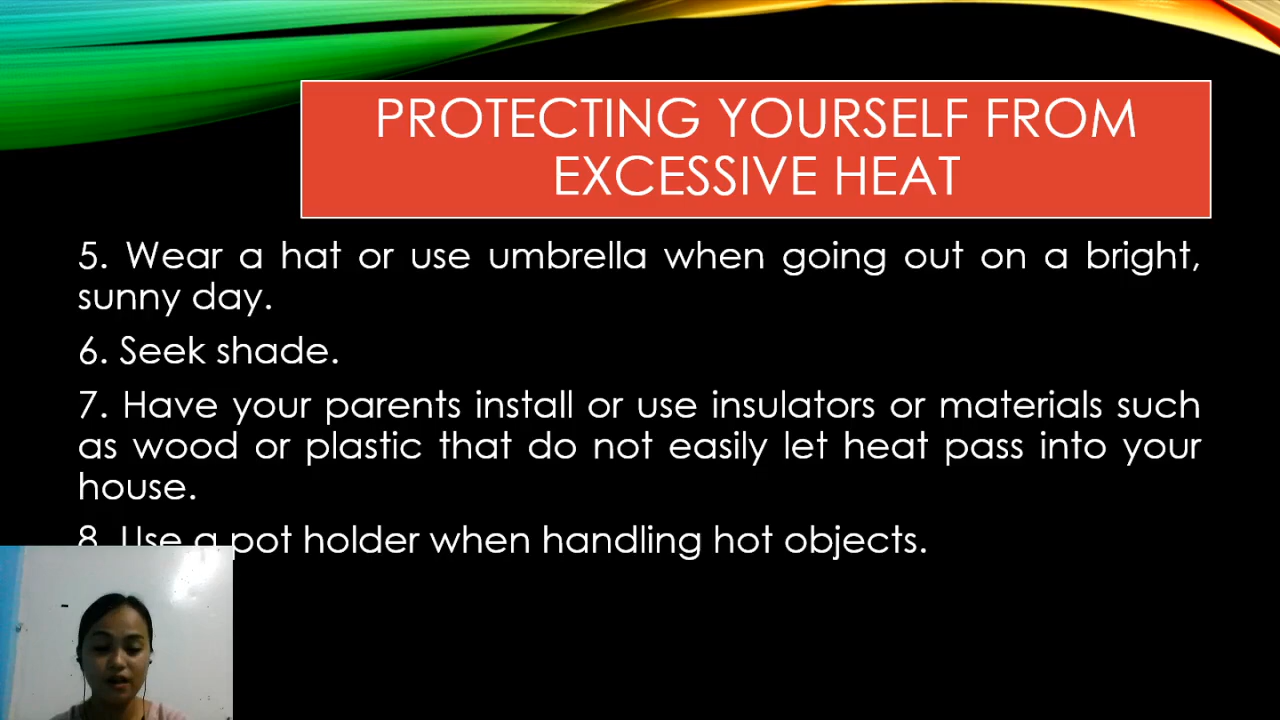 PROTECTING YOURSELF FROM
EXCESSIVE HEAT
5. Wear a hat or use umbrella when going out on a bright,
sunny day.
6. Seek shade.
7. Have your parents install or use insulators or materials such
as wood or plastic that do not easily let heat pass into your
house.
8. Use a pot holder when handling hot objects.